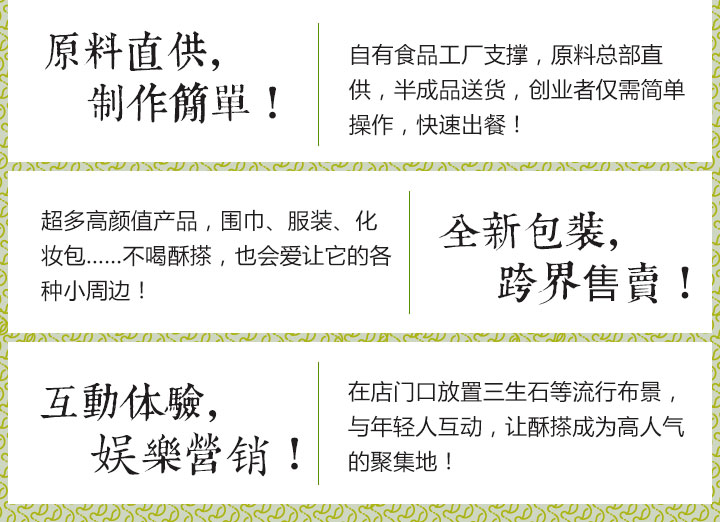 原料直供，
制作簡單！
自有食品工厂支撑，原料总部直
供，半成品送货，创业者仅需简单
操作，快速出餐！
超多高颜值产品，围巾、服装、化
妆包……不喝酥搽，也会爱让它的各
种小周边！
全新包装，
跨界售賣！
互動体驗，
娱樂營销！
在店门口放置三生石等流行布景，
与年轻人互动，让酥搽成为高人气
的聚集地！